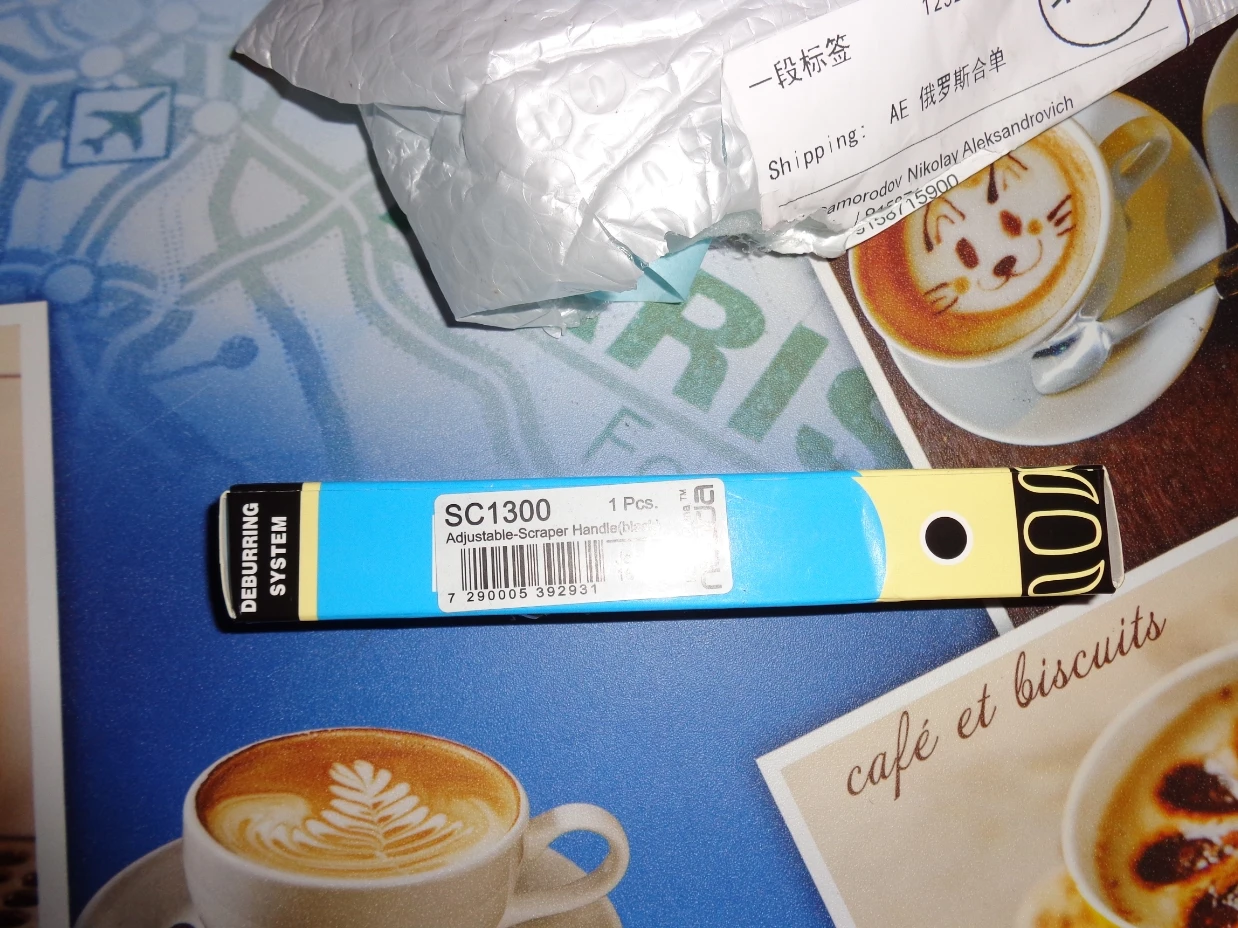 一段标签
Shipping: AE 俄罗斯合单
Samorodov Nikolay Aleksandrovich
9158715900
DEBURRING
SYSTEM
SC1300 1 Pcs.
Adjustable-Scraper Handle
7 290005 392931
café et biscuits